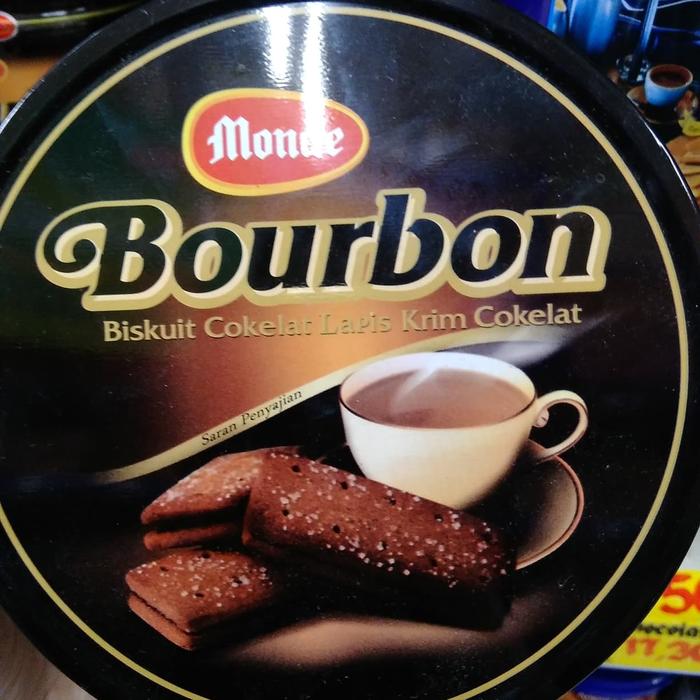 Monde
Bourbon
Biskuit Cokelat Lapis Krim Cokelat
Saran Penyajian